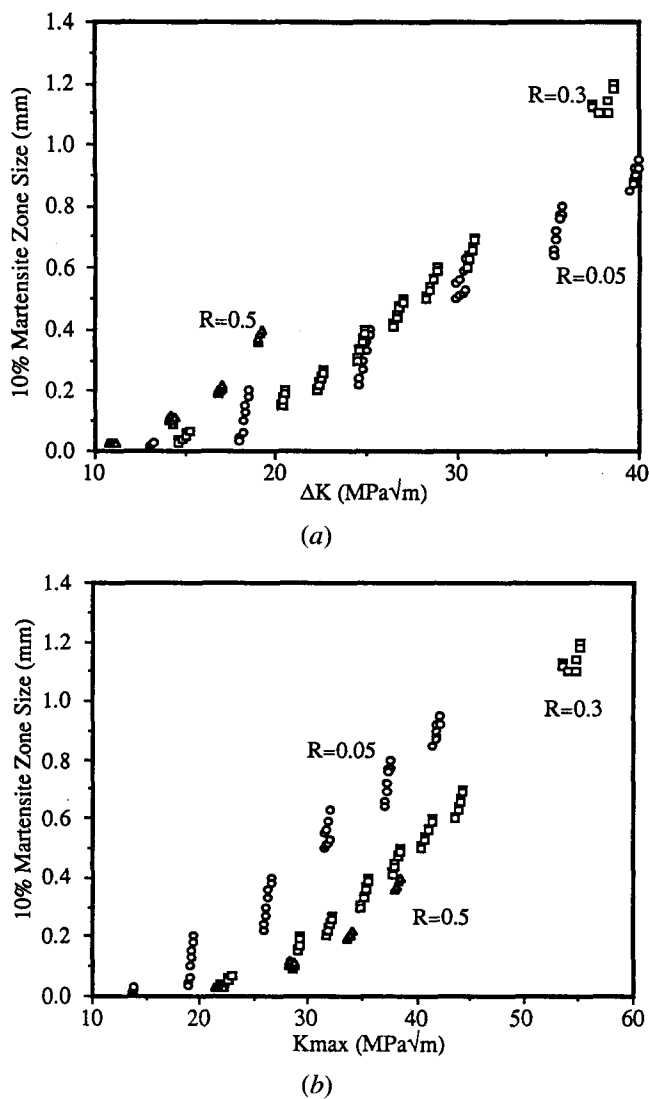 1.4
1.2
1.0
0.8
0.6
0.4
0.2
0.0
10% Martensite Zone Size (mm)
R=0.3
R=0.05
R=0.5
10 20 30 40
ΔK (MPa√m)
(a)
1.4
1.2
1.0
0.8
0.6
0.4
0.2
0.0
10% Martensite Zone Size (mm)
R=0.3
R=0.05
R=0.5
10 20 30 40 50 60
Kmax (MPa√m)
(b)